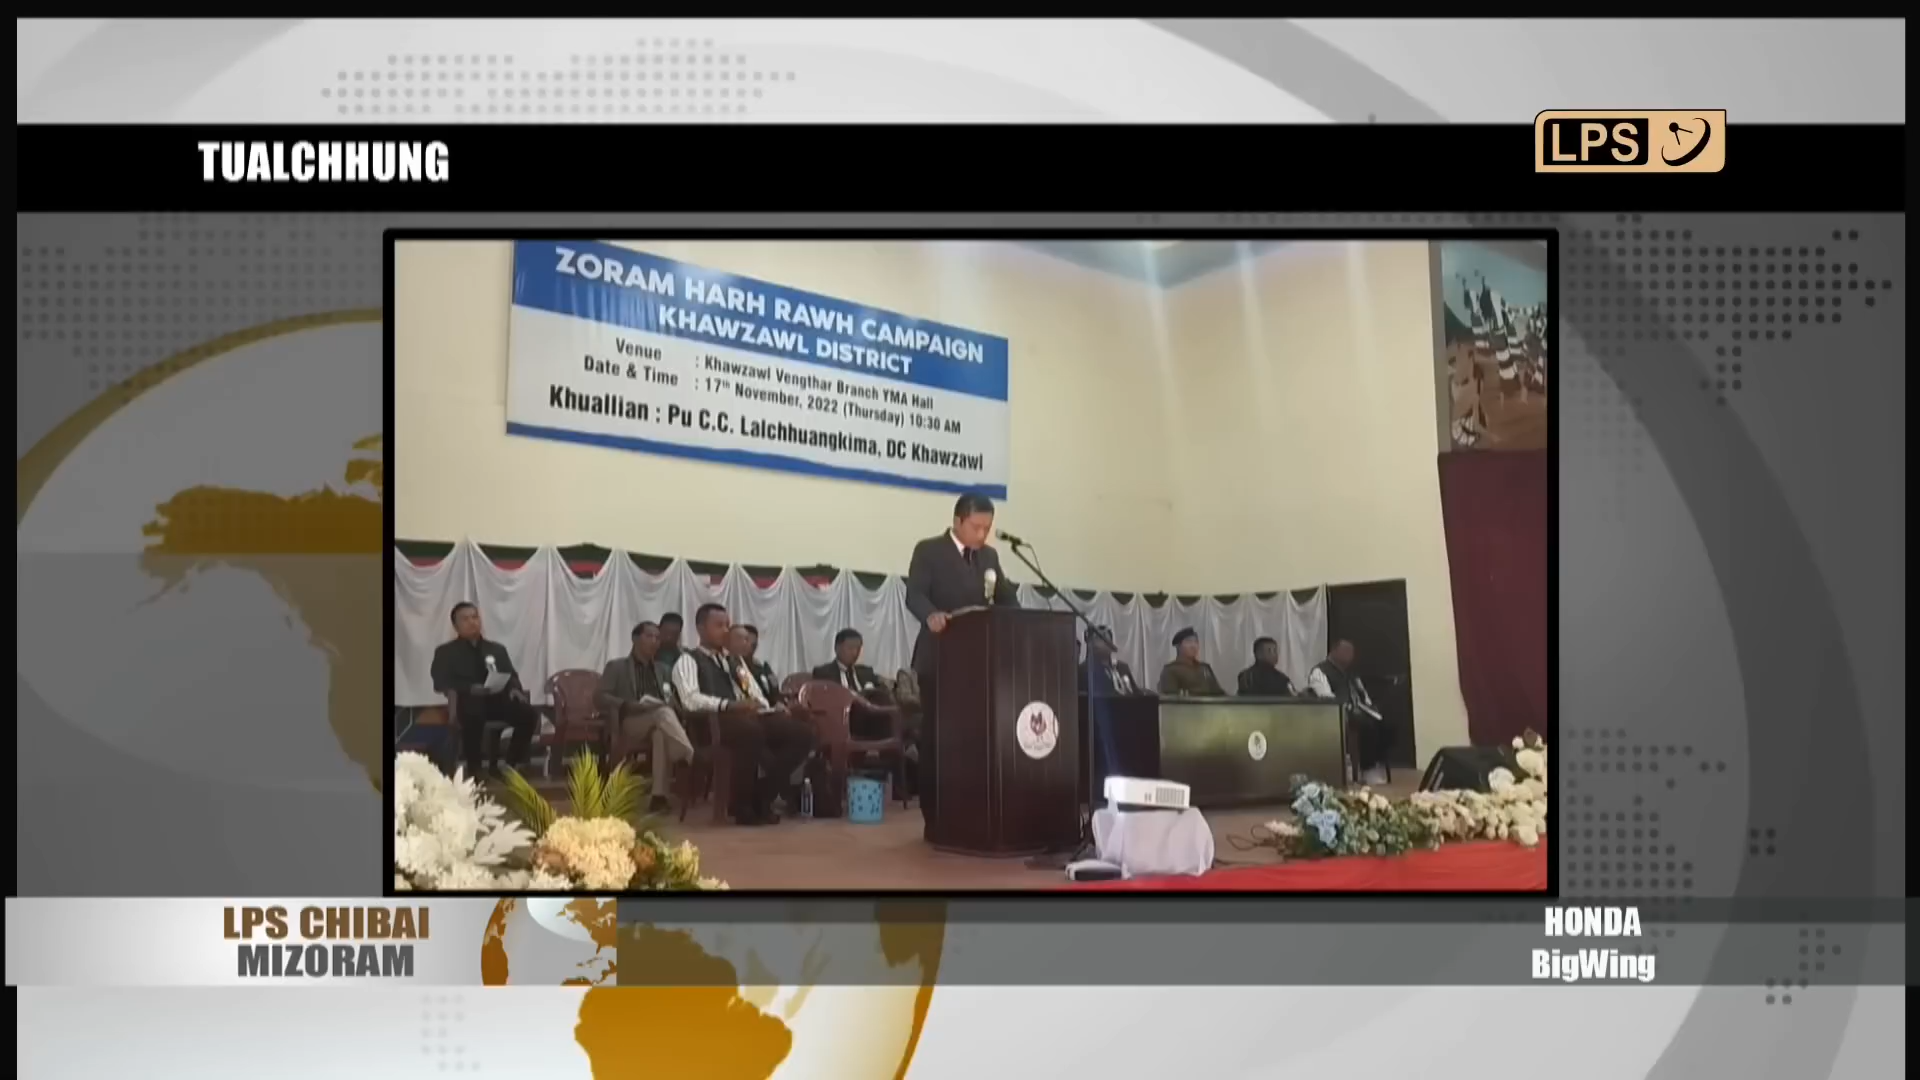 TUALCHHUNG
LPS
ZORAM HARH RAWH CAMPAIGN
KHAWZAWL DISTRICT
Venue : Khawzawl Vengthar Branch YMA Hall
Date & Time : 17th November, 2022 (Thursday) 10:30 AM
Khuallian : Pu C.C. Lalchhuangkima, DC Khawzawl
LPS CHIBAI
MIZORAM
HONDA
BigWing